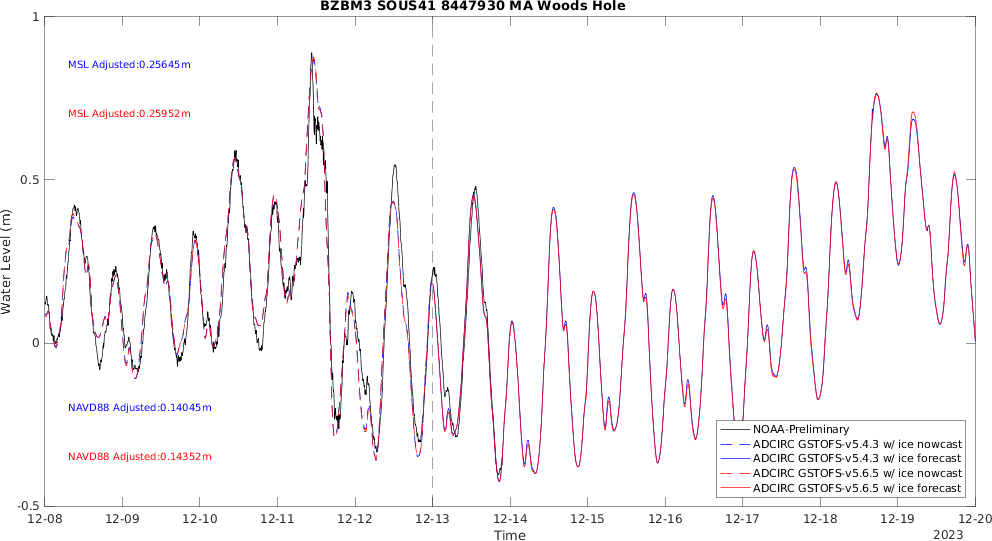 BZBM3 SOUS41 8447930 MA Woods Hole
1
MSL Adjusted:0.25645m
MSL Adjusted:0.25952m
0.5
Water Level (m)
0
NAVD88 Adjusted:0.14045m
NAVD88 Adjusted:0.14352m
NOAA-Preliminary
ADCIRC GSTOFS-v5.4.3 w/ ice nowcast
ADCIRC GSTOFS-v5.4.3 w/ ice forecast
ADCIRC GSTOFS-v5.6.5 w/ ice nowcast
ADCIRC GSTOFS-v5.6.5 w/ ice forecast
-0.5
12-08 12-09 12-10 12-11 12-12 12-13 12-14 12-15 12-16 12-17 12-18 12-19 12-20
Time
2023